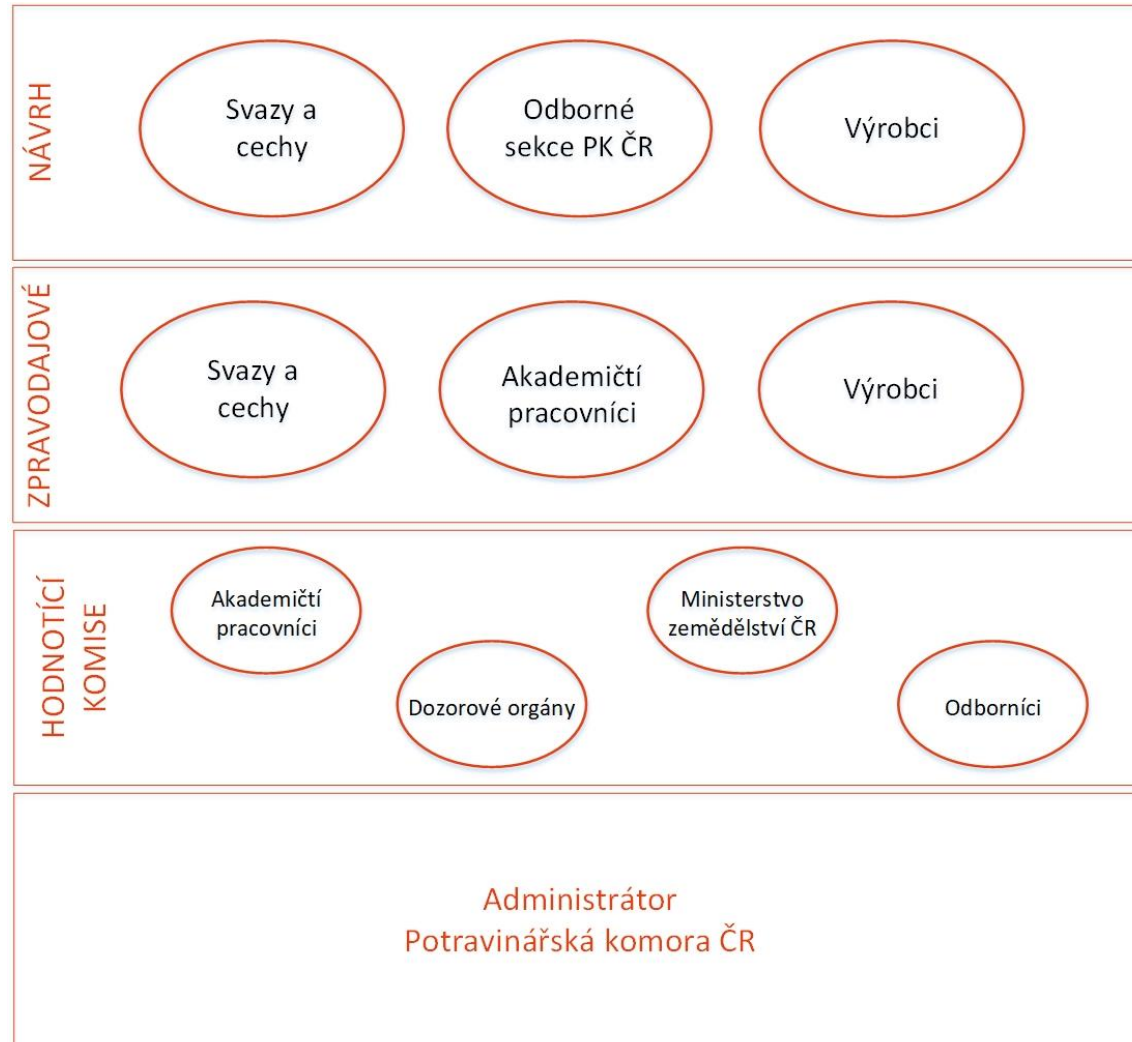 NÁVRH
Svazy a
cechy
Odborné
sekce PK ČR
Výrobci
ZPRAVODAJOVÉ
Svazy a
cechy
Akademičtí
pracovníci
Výrobci
HODNOTÍCÍ
KOMISE
Akademičtí
pracovníci
Dozorové orgány
Ministerstvo
zemědělství ČR
Odborníci
Administrátor
Potravinářská komora ČR